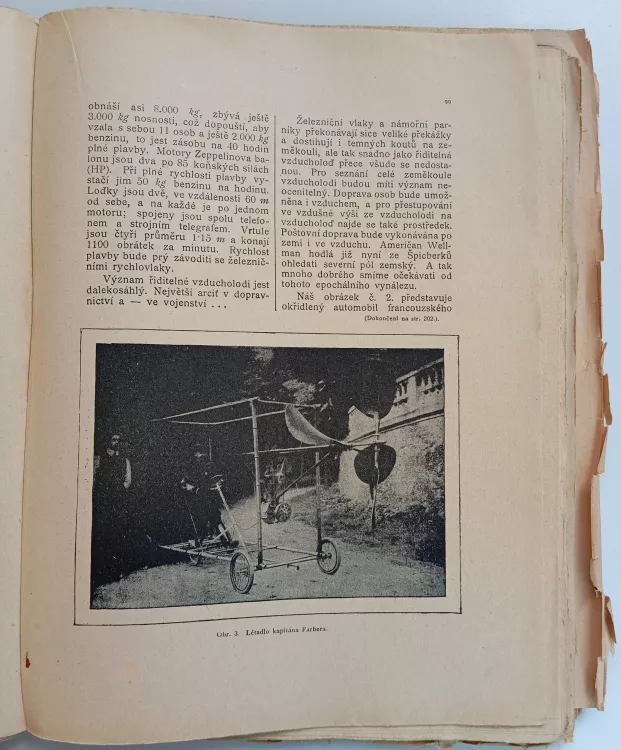 99
obnáší asi 8.000 kg, zbývá ještě
3.000 kg nosnosti, což dopouští, aby
vzala s sebou 11 osob a ještě 2.000 kg
benzinu, to jest zásobu na 40 hodin
plné plavby. Motory Zeppelinova ba-
lonu jsou dva po 85 koňských silách
(HP). Při plné rychlosti plavby vy-
stačí jim 50 kg benzinu na hodinu.
Loďky jsou dvě, ve vzdálenosti 60 m
od sebe, a na každé je po jednom
motoru; spojeny jsou spolu telefo-
nem a strojním telegrafem. Vrtule
jsou čtyři průměru 1·15 m a konají
1100 obrátek za minutu. Rychlost
plavby bude prý závoditi se železnič-
ními rychlovlaky.
Význam řiditelné vzducholodi jest
dalekosáhlý. Největší arciť v doprav-
nictví a — ve vojenství . . .
Železniční vlaky a námořní par-
níky překonávají sice veliké překážky
a dostihují i temných koutů na ze-
měkouli, ale tak snadno jako řiditelná
vzducholoď přece všude se nedosta-
nou. Pro seznání celé zeměkoule
vzducholodi budou míti význam ne-
ocenitelný. Doprava osob bude umož-
něna i vzduchem, a pro přestupování
ve vzdušné výši ze vzducholodi na
vzducholoď najde se také prostředek.
Poštovní doprava bude vykonávána po
zemi i ve vzduchu. Američan Well-
man hodlá již nyní ze Špicberků
ohledati severní pól zemský. A tak
mnoho dobrého smíme očekávati od
tohoto epochálního vynálezu.
Náš obrázek č. 2. představuje
okřídlený automobil francouzského
(Dokončení na str. 202.).
Obr. 3. Létadlo kapitána Farbera.